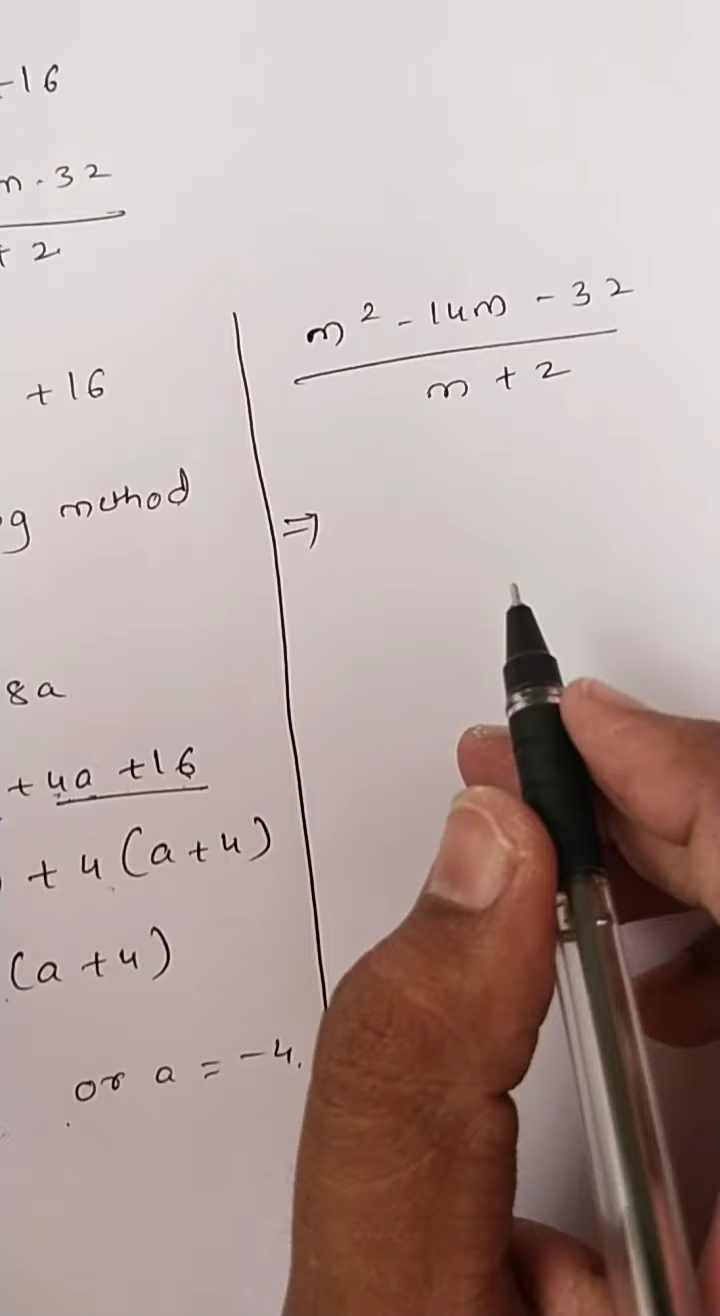 -16
m - 32
+ 2
+16
g method
8a
+ 4a +16
) + 4 (a+4)
(a+4)
or a = -4.
m² - 14m - 32
m + 2
⇒